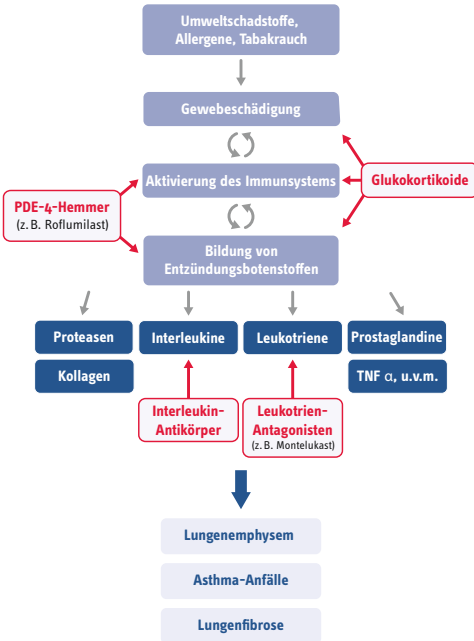 Umweltschadstoffe,
Allergene, Tabakrauch
Gewebeschädigung
Aktivierung des Immunsystems
Glukokortikoide
PDE-4-Hemmer
(z. B. Roflumilast)
Bildung von
Entzündungsbotenstoffen
Proteasen
Interleukine
Leukotriene
Prostaglandine
Kollagen
TNF α, u.v.m.
Interleukin-
Antikörper
Leukotrien-
Antagonisten
(z. B. Montelukast)
Lungenemphysem
Asthma-Anfälle
Lungenfibrose